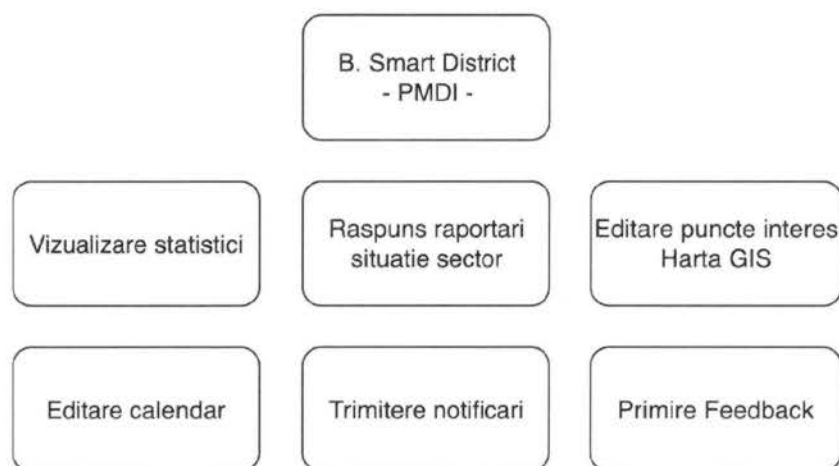 B. Smart District
- PMDI -
Vizualizare statistici
Raspuns raportari
situatie sector
Editare puncte interes
Harta GIS
Editare calendar
Trimitere notificari
Primire Feedback